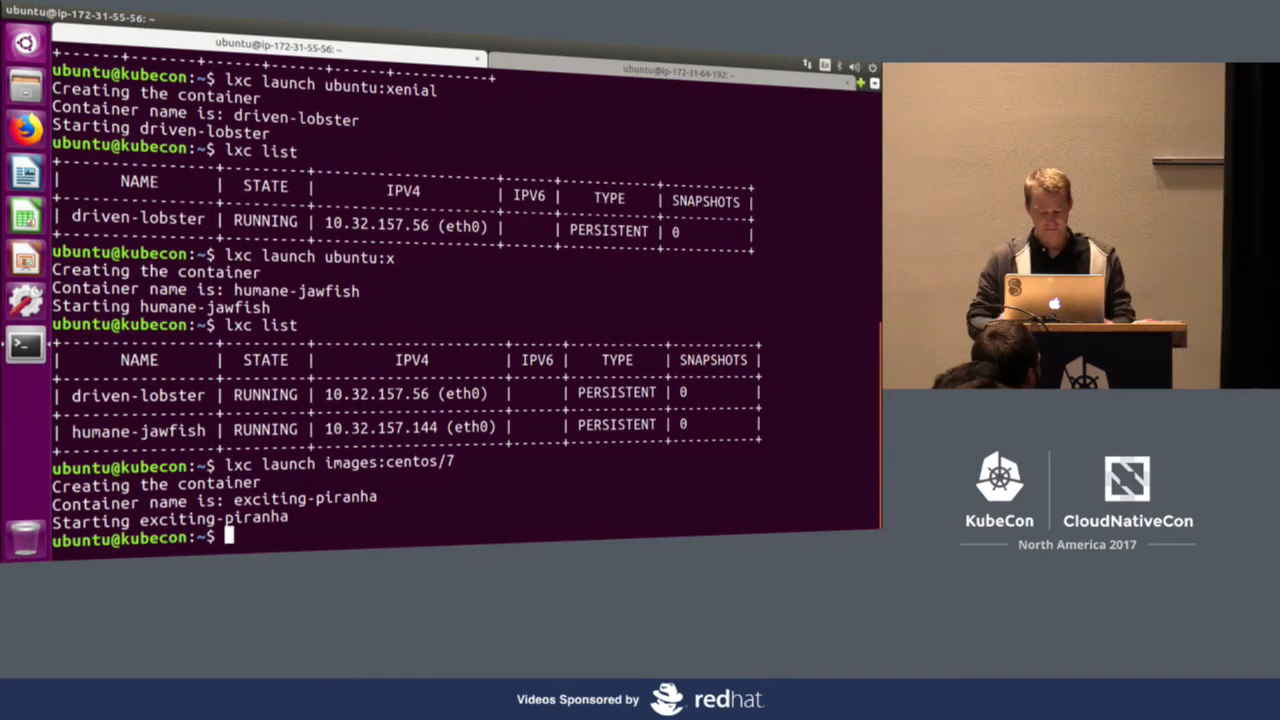 ubuntu@ip-172-31-55-56: ~
ubuntu@ip-172-31-55-56: ~
×
ubuntu@ip-172-31-64-192: ~
×
En
+------+------+------+------+------+-----------+
ubuntu@kubecon:~$ lxc launch ubuntu:xenial
Creating the container
Container name is: driven-lobster
Starting driven-lobster
ubuntu@kubecon:~$ lxc list
| NAME | STATE | IPV4 | IPV6 | TYPE | SNAPSHOTS |
| driven-lobster | RUNNING | 10.32.157.56 (eth0) | | PERSISTENT | 0 |
ubuntu@kubecon:~$ lxc launch ubuntu:x
Creating the container
Container name is: humane-jawfish
Starting humane-jawfish
ubuntu@kubecon:~$ lxc list
| NAME | STATE | IPV4 | IPV6 | TYPE | SNAPSHOTS |
| driven-lobster | RUNNING | 10.32.157.56 (eth0) | | PERSISTENT | 0 |
| humane-jawfish | RUNNING | 10.32.157.144 (eth0) | | PERSISTENT | 0 |
ubuntu@kubecon:~$ lxc launch images:centos/7
Creating the container
Container name is: exciting-piranha
Starting exciting-piranha
ubuntu@kubecon:~$
KubeCon
CloudNativeCon
North America 2017
Videos Sponsored by redhat.